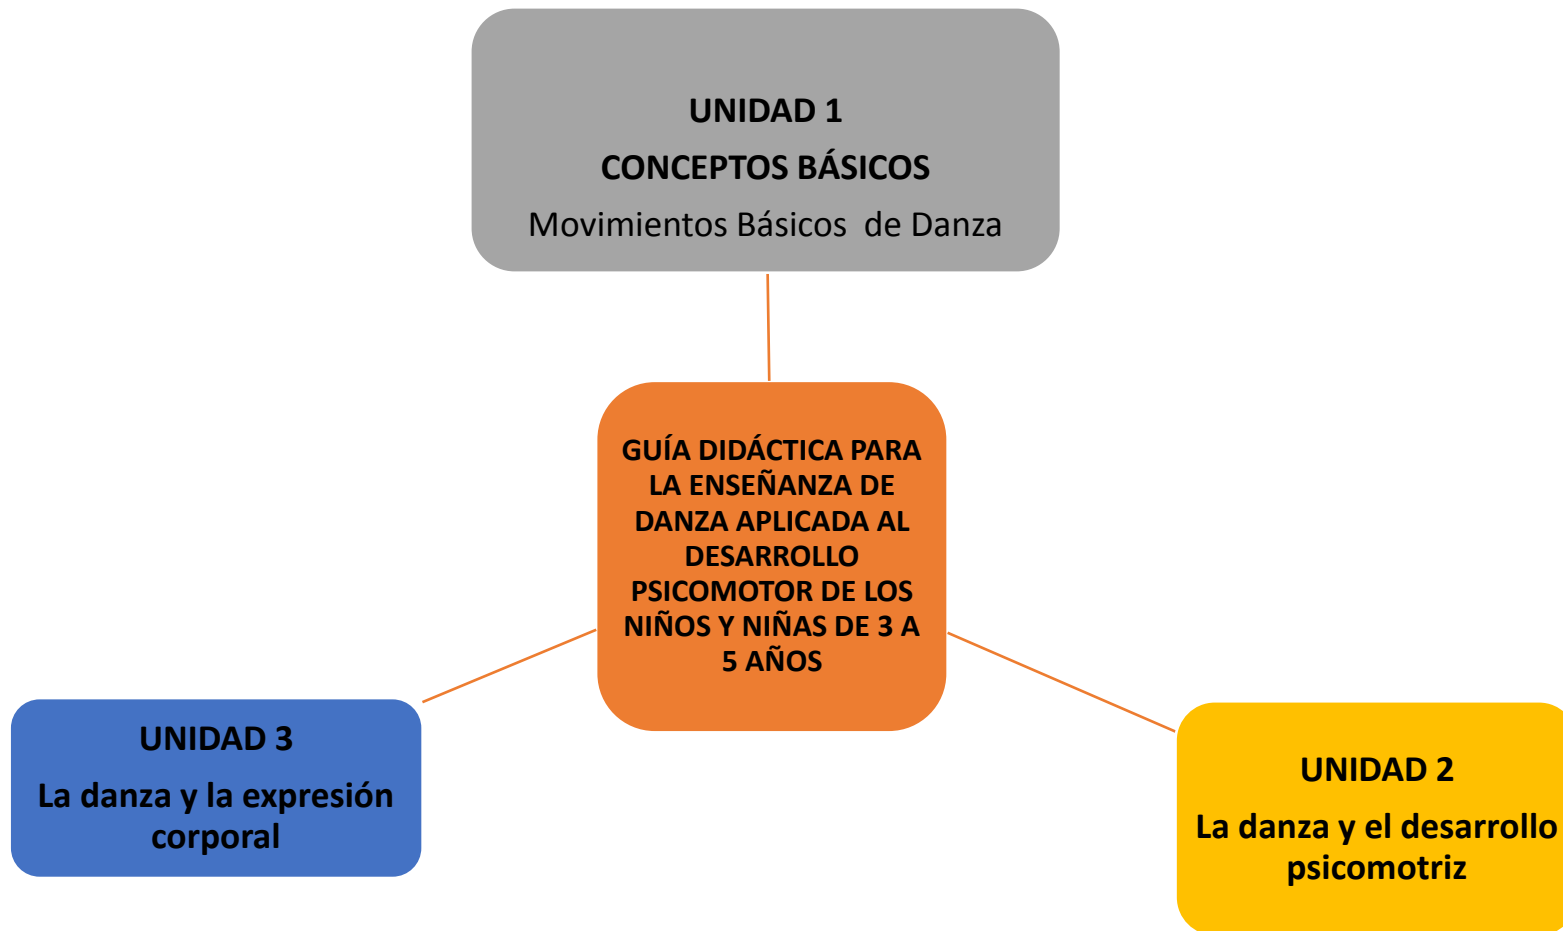 UNIDAD 1
CONCEPTOS BÁSICOS
Movimientos Básicos  de Danza
GUÍA DIDÁCTICA PARA
LA ENSEÑANZA DE
DANZA APLICADA AL
DESARROLLO
PSICOMOTOR DE LOS
NIÑOS Y NIÑAS DE 3 A
5 AÑOS
UNIDAD 3
La danza y la expresión
corporal
UNIDAD 2
La danza y el desarrollo
psicomotriz